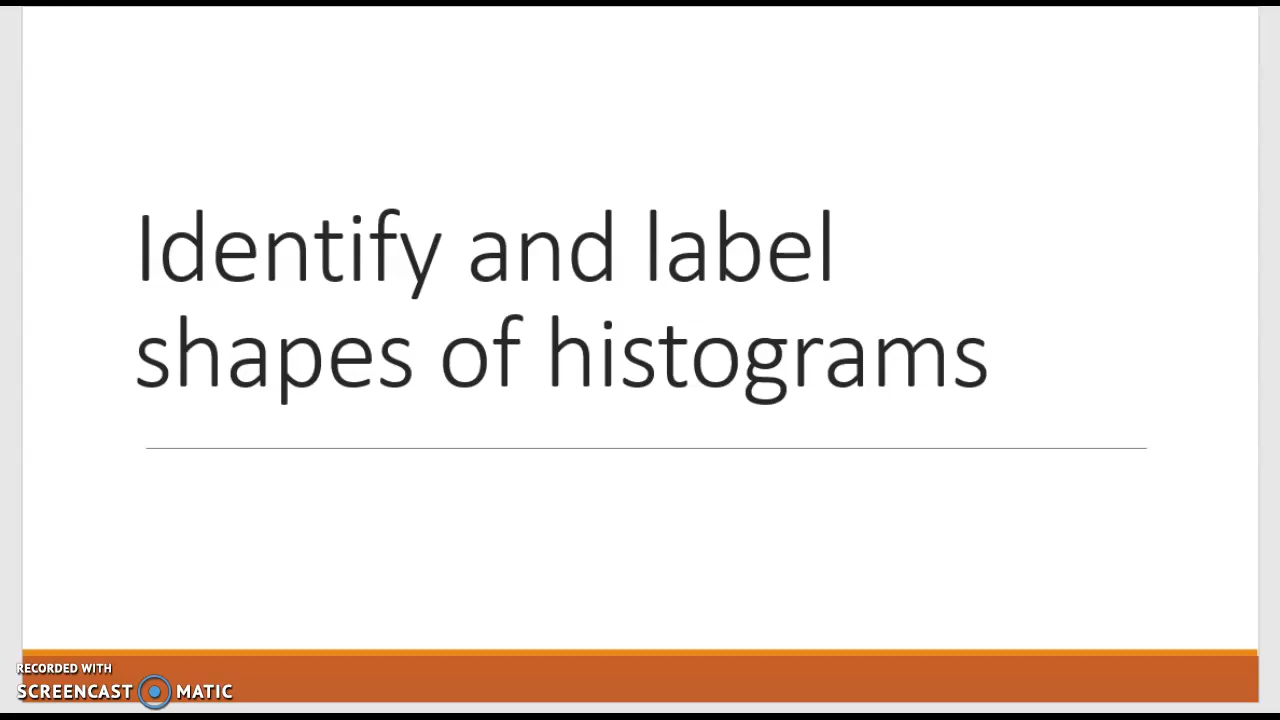 Identify and label
shapes of histograms
RECORDED WITH
SCREENCAST MATIC